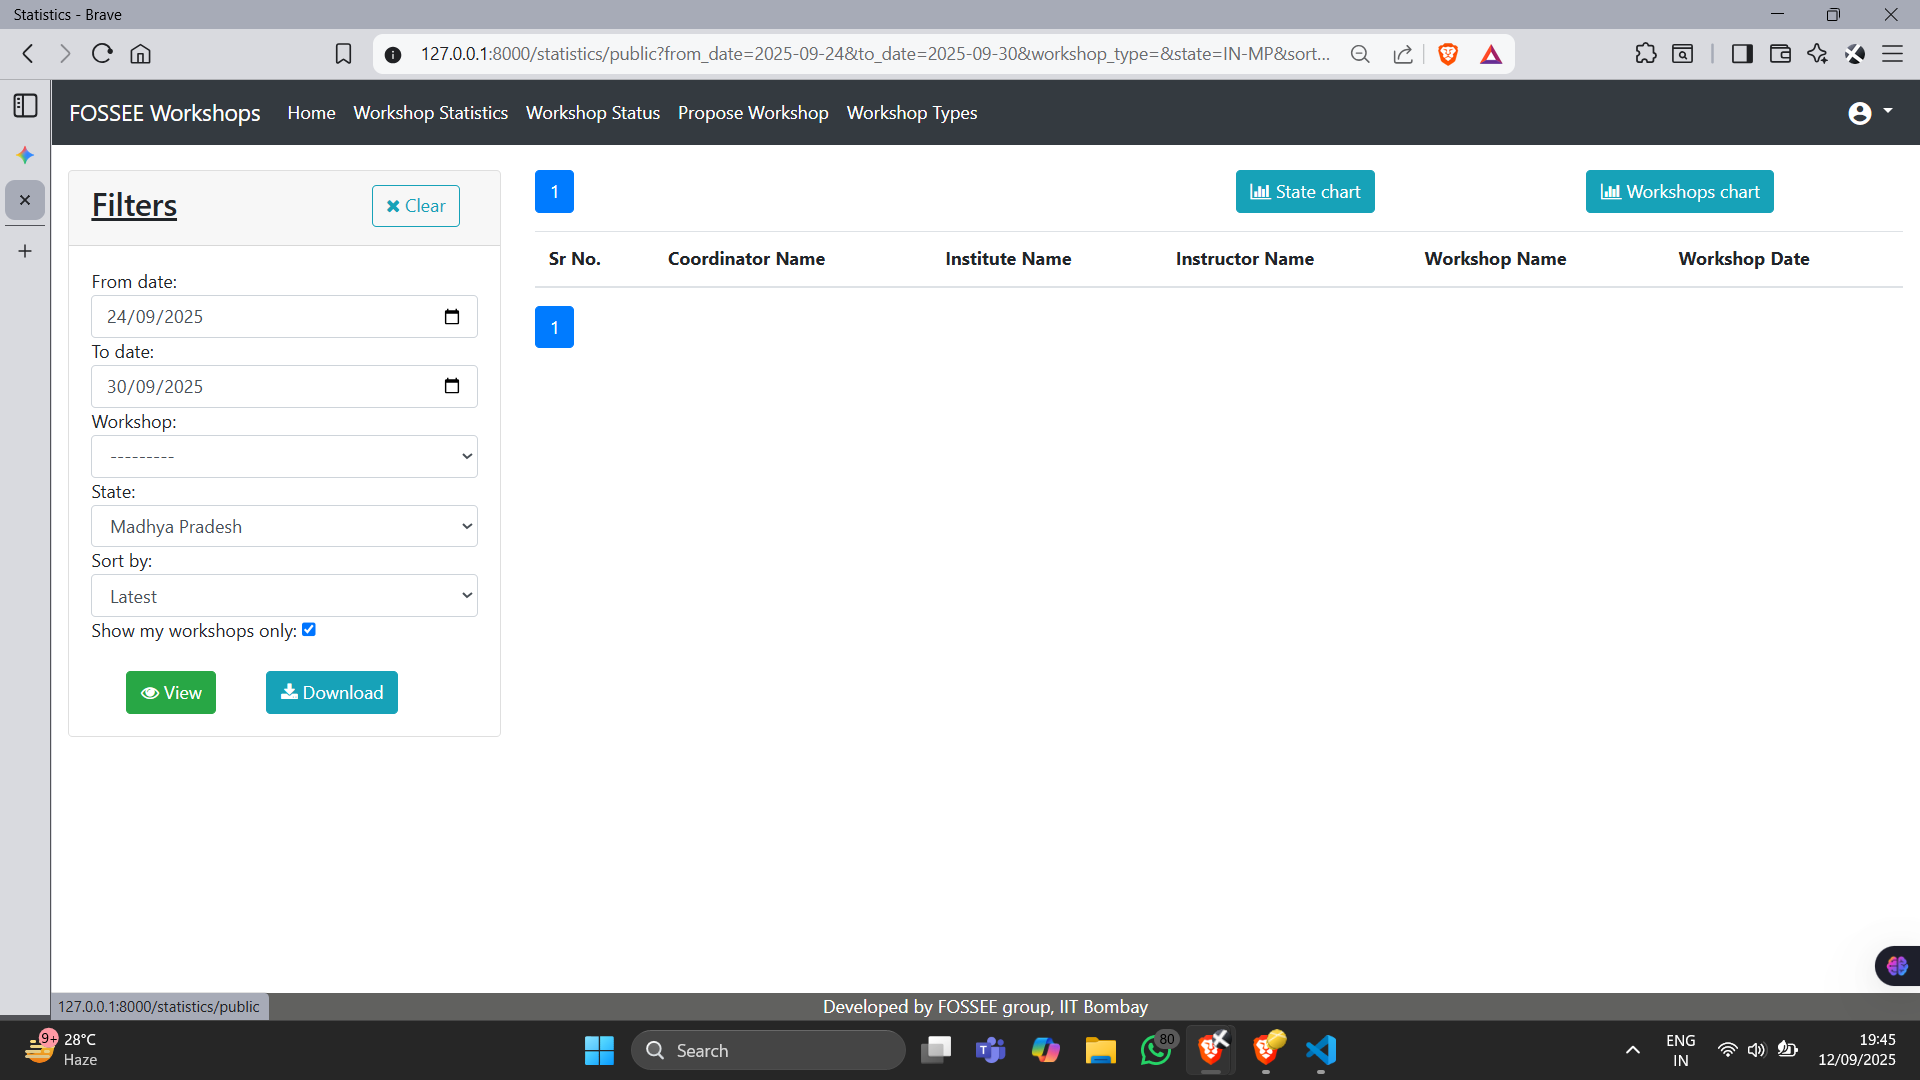 Statistics - Brave
127.0.0.1:8000/statistics/public?from_date=2025-09-24&to_date=2025-09-30&workshop_type=&state=IN-MP&sort...
FOSSEE Workshops Home Workshop Statistics Workshop Status Propose Workshop Workshop Types
Filters
Clear
From date:
24/09/2025
To date:
30/09/2025
Workshop:
---------
State:
Madhya Pradesh
Sort by:
Latest
Show my workshops only:
View Download
1 State chart Workshops chart
Sr No. Coordinator Name Institute Name Instructor Name Workshop Name Workshop Date
1
127.0.0.1:8000/statistics/public
Developed by FOSSEE group, IIT Bombay
9+ 28°C
Haze
Search
80
ENG
IN
19:45
12/09/2025